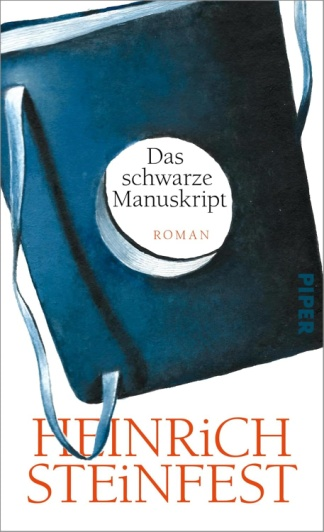 Das
schwarze
Manuskript
ROMAN
PIPER
HEINRiCH
STEiNFEST